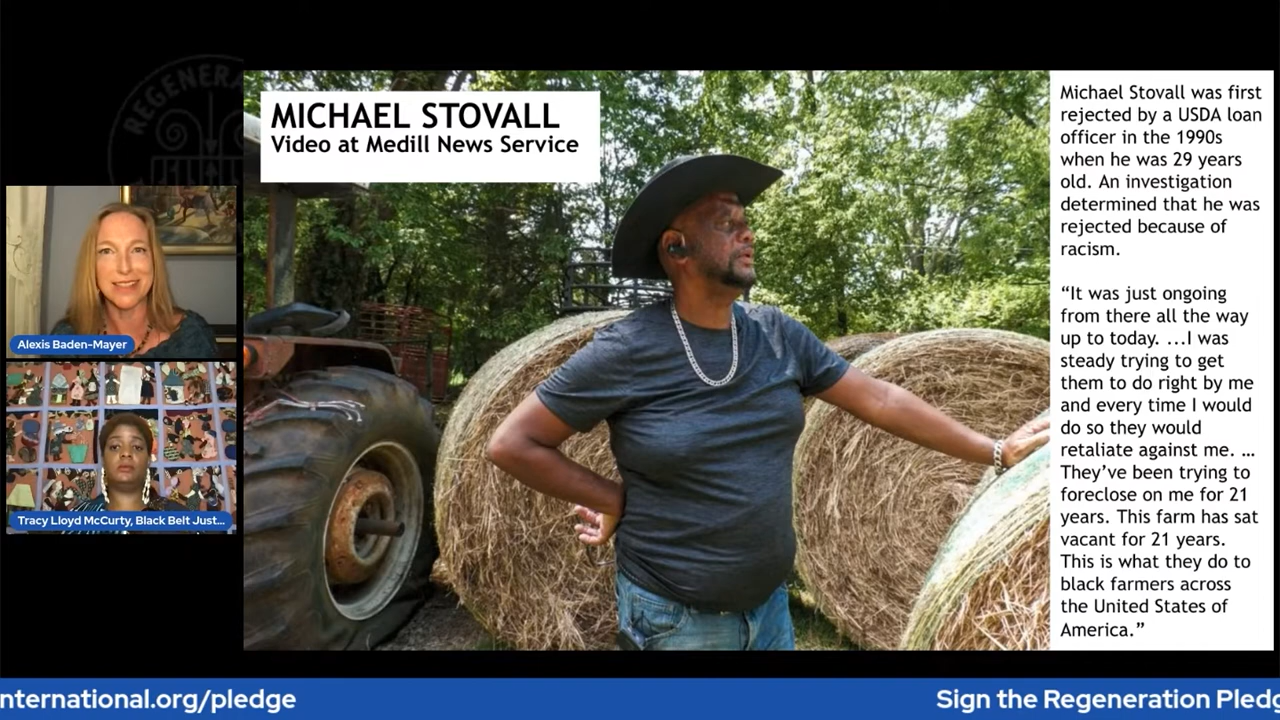 REGENERA
MICHAEL STOVALL
Video at Medill News Service
Michael Stovall was first
rejected by a USDA loan
officer in the 1990s
when he was 29 years
old. An investigation
determined that he was
rejected because of
racism.
“It was just ongoing
from there all the way
up to today. ...I was
steady trying to get
them to do right by me
and every time I would
do so they would
retaliate against me. …
They’ve been trying to
foreclose on me for 21
years. This farm has sat
vacant for 21 years.
This is what they do to
black farmers across
the United States of
America.”
Alexis Baden-Mayer
Tracy Lloyd McCurty, Black Belt Just...
nternational.org/pledge
Sign the Regeneration Pledg